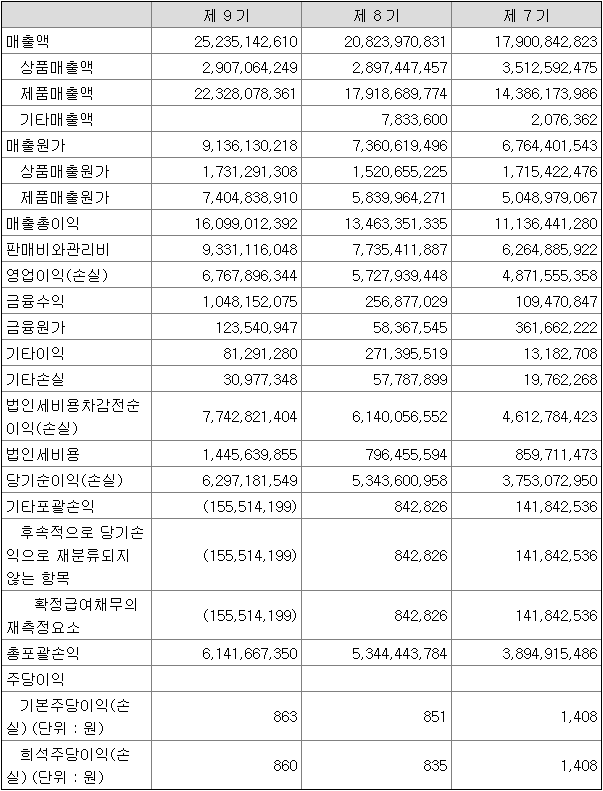 제 9 기 제 8 기 제 7 기
매출액 25,235,142,610 20,823,970,831 17,900,842,823
상품매출액 2,907,064,249 2,897,447,457 3,512,592,475
제품매출액 22,328,078,361 17,918,689,774 14,386,173,986
기타매출액 7,833,600 2,076,362
매출원가 9,136,130,218 7,360,619,496 6,764,401,543
상품매출원가 1,731,291,308 1,520,655,225 1,715,422,476
제품매출원가 7,404,838,910 5,839,964,271 5,048,979,067
매출총이익 16,099,012,392 13,463,351,335 11,136,441,280
판매비와관리비 9,331,116,048 7,735,411,887 6,264,885,922
영업이익(손실) 6,767,896,344 5,727,939,448 4,871,555,358
금융수익 1,048,152,075 256,877,029 109,470,847
금융원가 123,540,947 58,367,545 361,662,222
기타이익 81,291,280 271,395,519 13,182,708
기타손실 30,977,348 57,787,899 19,762,268
법인세비용차감전순
이익(손실) 7,742,821,404 6,140,056,552 4,612,784,423
법인세비용 1,445,639,855 796,455,594 859,711,473
당기순이익(손실) 6,297,181,549 5,343,600,958 3,753,072,950
기타포괄손익 (155,514,199) 842,826 141,842,536
후속적으로 당기손
익으로 재분류되지 (155,514,199) 842,826 141,842,536
않는 항목
확정급여채무의
재측정요소 (155,514,199) 842,826 141,842,536
총포괄손익 6,141,667,350 5,344,443,784 3,894,915,486
주당이익
기본주당이익(손
실) (단위 : 원) 863 851 1,408
희석주당이익(손
실) (단위 : 원) 860 835 1,408